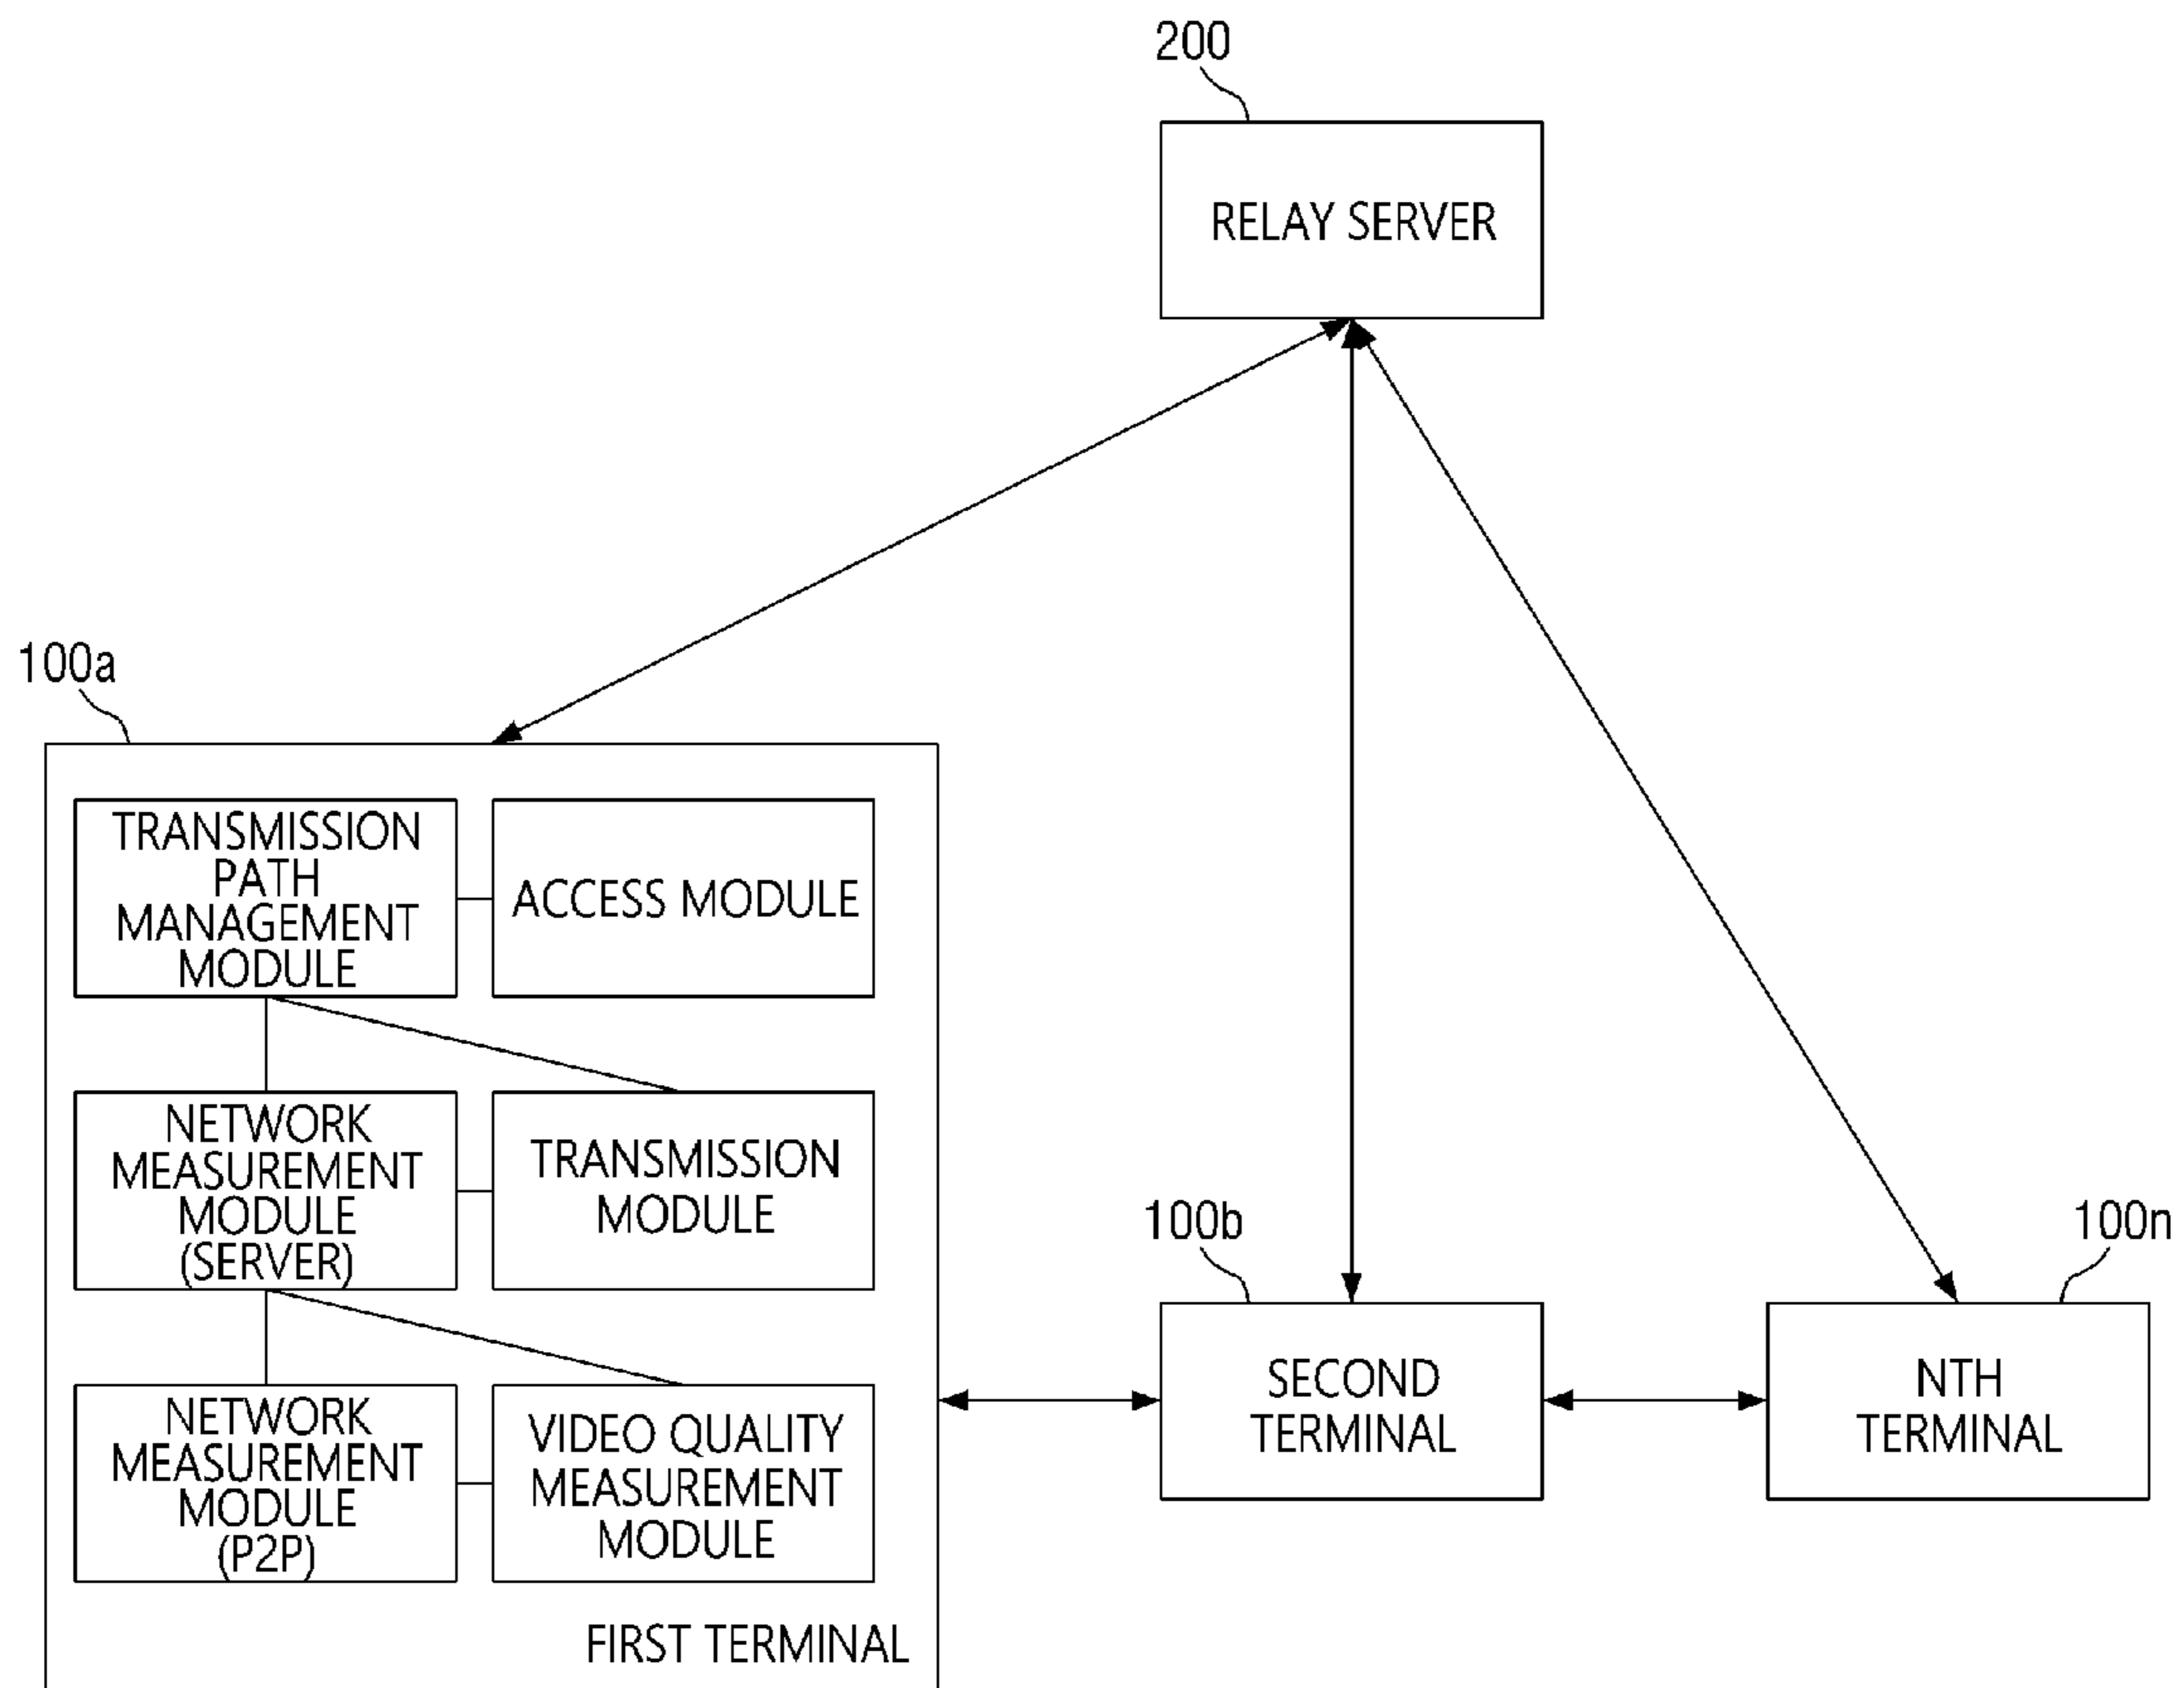 200
RELAY SERVER
100a
TRANSMISSION
PATH
MANAGEMENT
MODULE
ACCESS MODULE
NETWORK
MEASUREMENT
MODULE
(SERVER)
TRANSMISSION
MODULE
NETWORK
MEASUREMENT
MODULE
(P2P)
VIDEO QUALITY
MEASUREMENT
MODULE
FIRST TERMINAL
100b
SECOND
TERMINAL
100n
NTH
TERMINAL